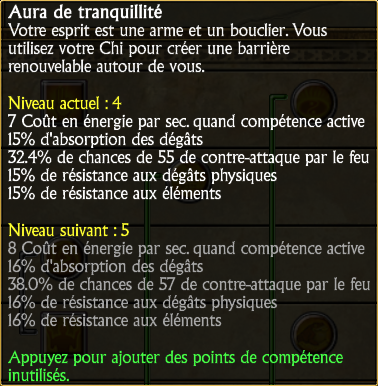 Aura de tranquillité
Votre esprit est une arme et un bouclier. Vous
utilisez votre Chi pour créer une barrière
renouvelable autour de vous.
Niveau actuel : 4
7 Coût en énergie par sec. quand compétence active
15% d'absorption des dégâts
32.4% de chances de 55 de contre-attaque par le feu
15% de résistance aux dégâts physiques
15% de résistance aux éléments
Niveau suivant : 5
8 Coût en énergie par sec. quand compétence active
16% d'absorption des dégâts
38.0% de chances de 57 de contre-attaque par le feu
16% de résistance aux dégâts physiques
16% de résistance aux éléments
Appuyez pour ajouter des points de compétence
inutilisés.